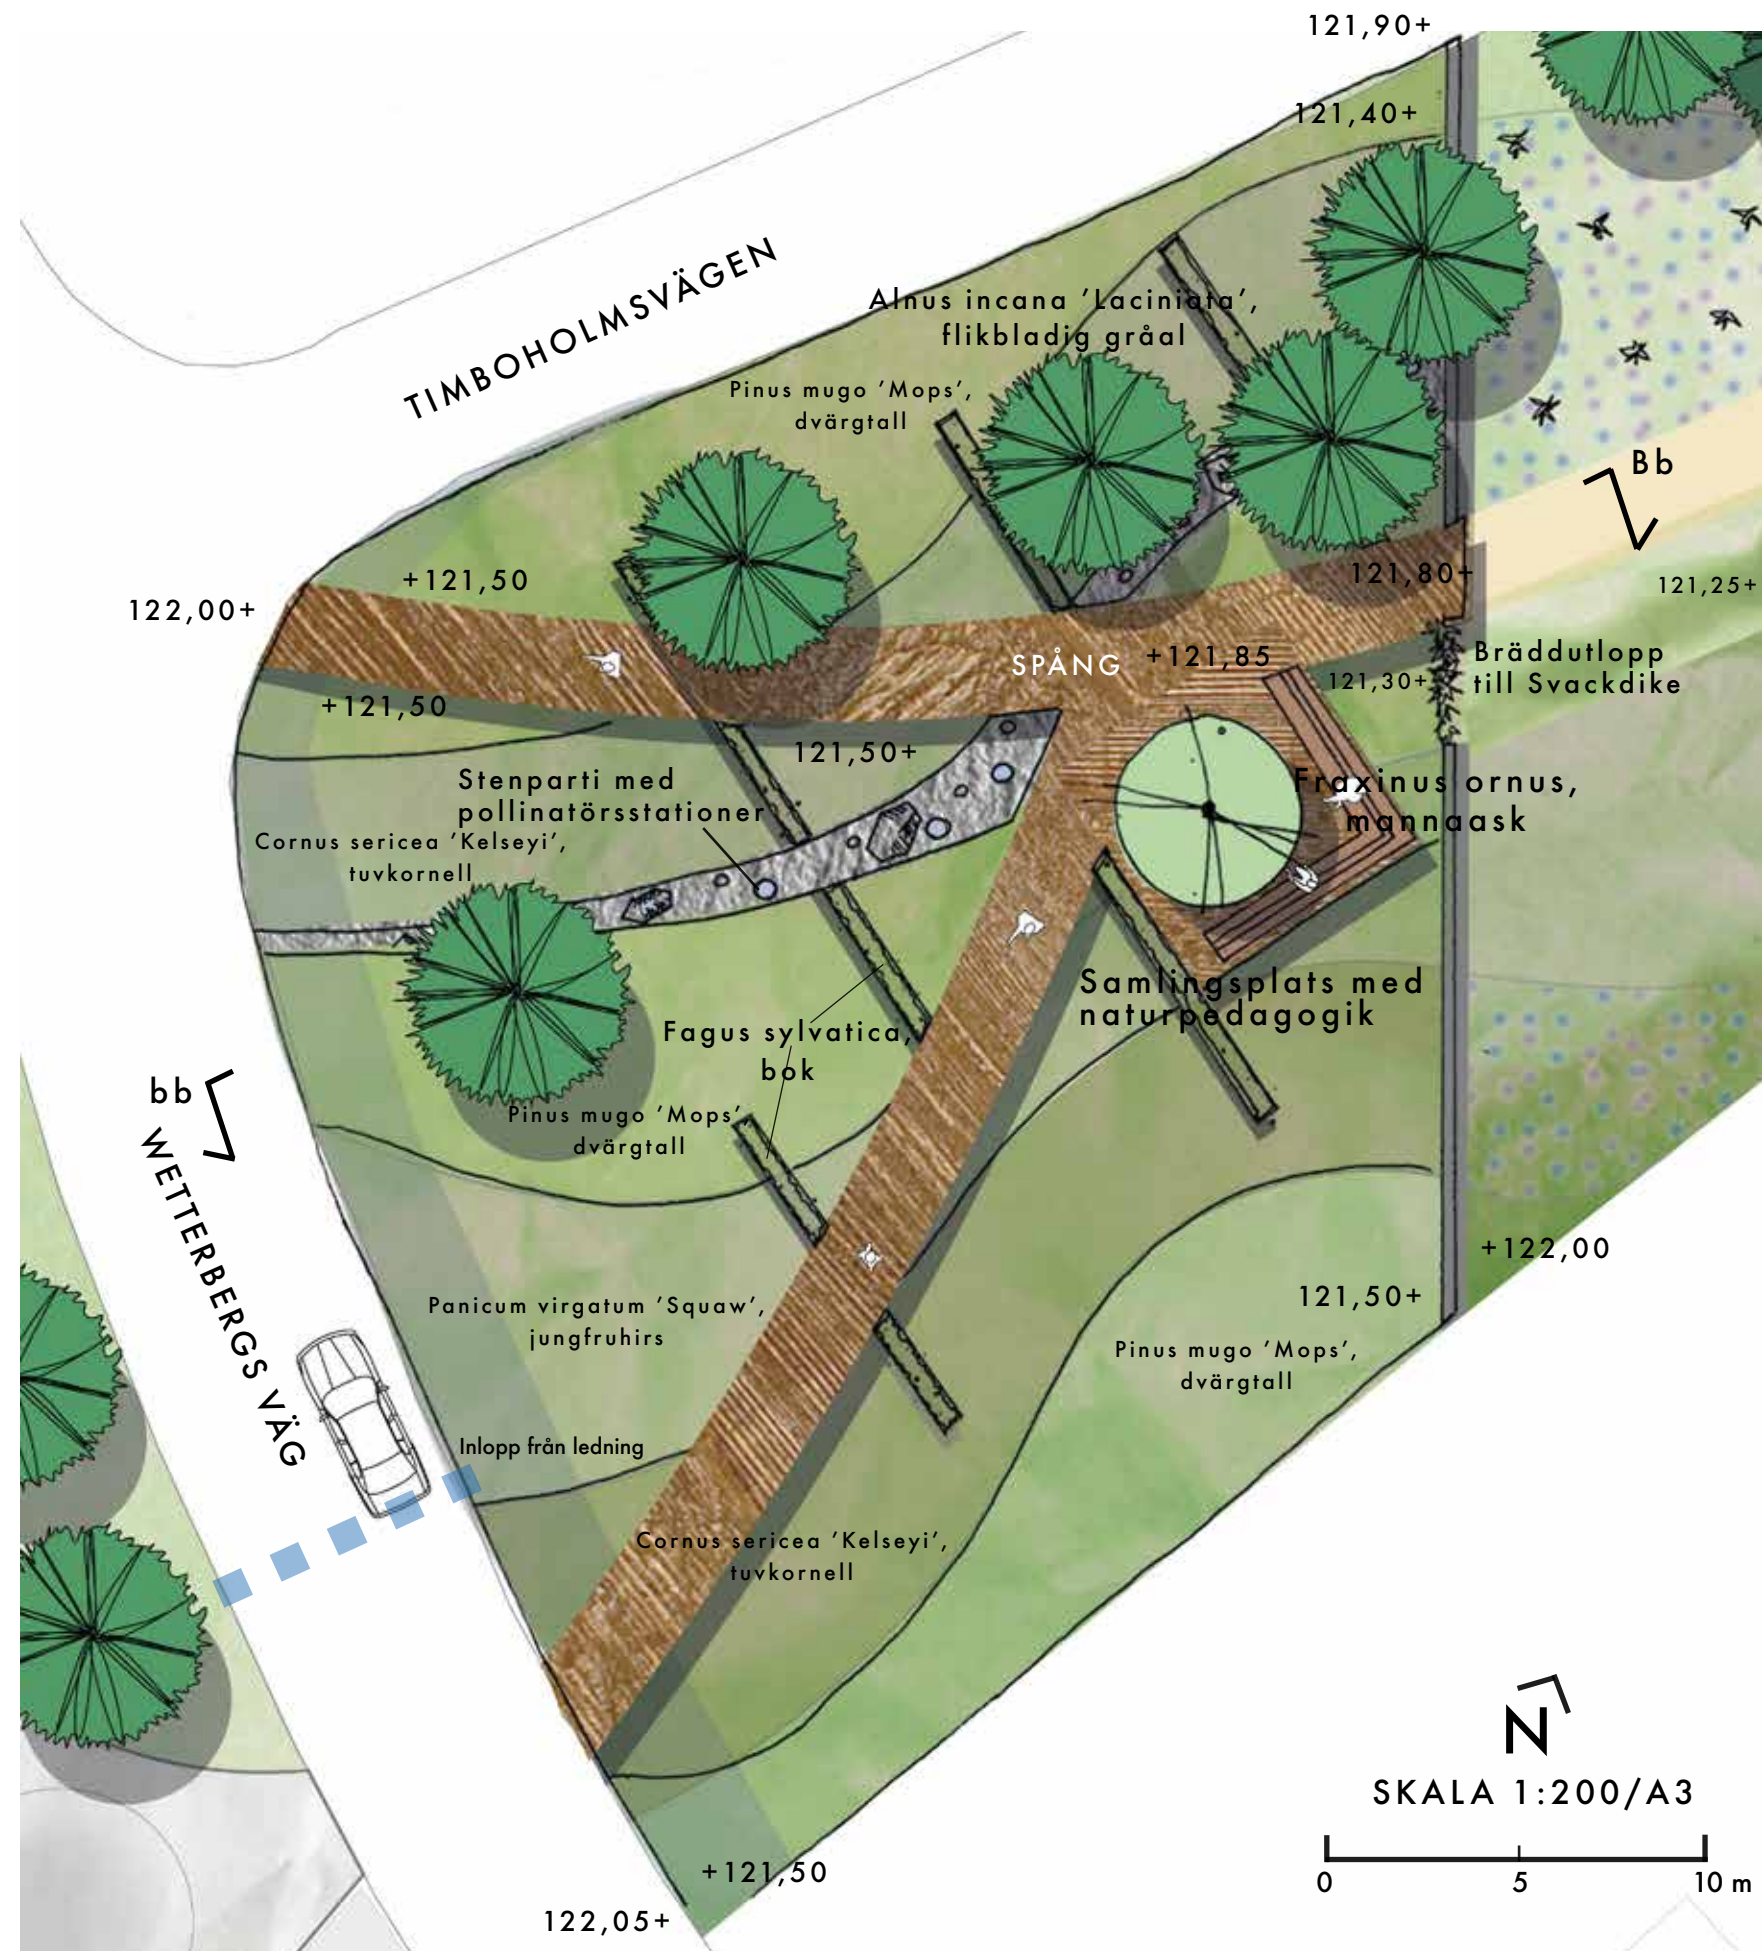 121,90+
121,40+
TIMBOHOLMSVÄGEN
Alnus incana 'Laciniata',
flikbladig gråal
Pinus mugo 'Mops',
dvärgtall
Bb
+121,50
122,00+
121,80+
121,25+
SPÅNG
+121,85
121,30+
Bräddutlopp
till Svackdike
+121,50
121,50+
Stenparti med
pollinatörsstationer
Cornus sericea 'Kelseyi',
tuvkornell
Fraxinus ornus,
mannaask
Samlingsplats med
naturpedagogik
Fagus sylvatica,
bok
bb
Pinus mugo 'Mops',
dvärgtall
WETTERBERGS VÄG
+122,00
121,50+
Panicum virgatum 'Squaw',
jungfruhirs
Pinus mugo 'Mops',
dvärgtall
Inlopp från ledning
Cornus sericea 'Kelseyi',
tuvkornell
N
SKALA 1:200/A3
0 5 10 m
+121,50
122,05+